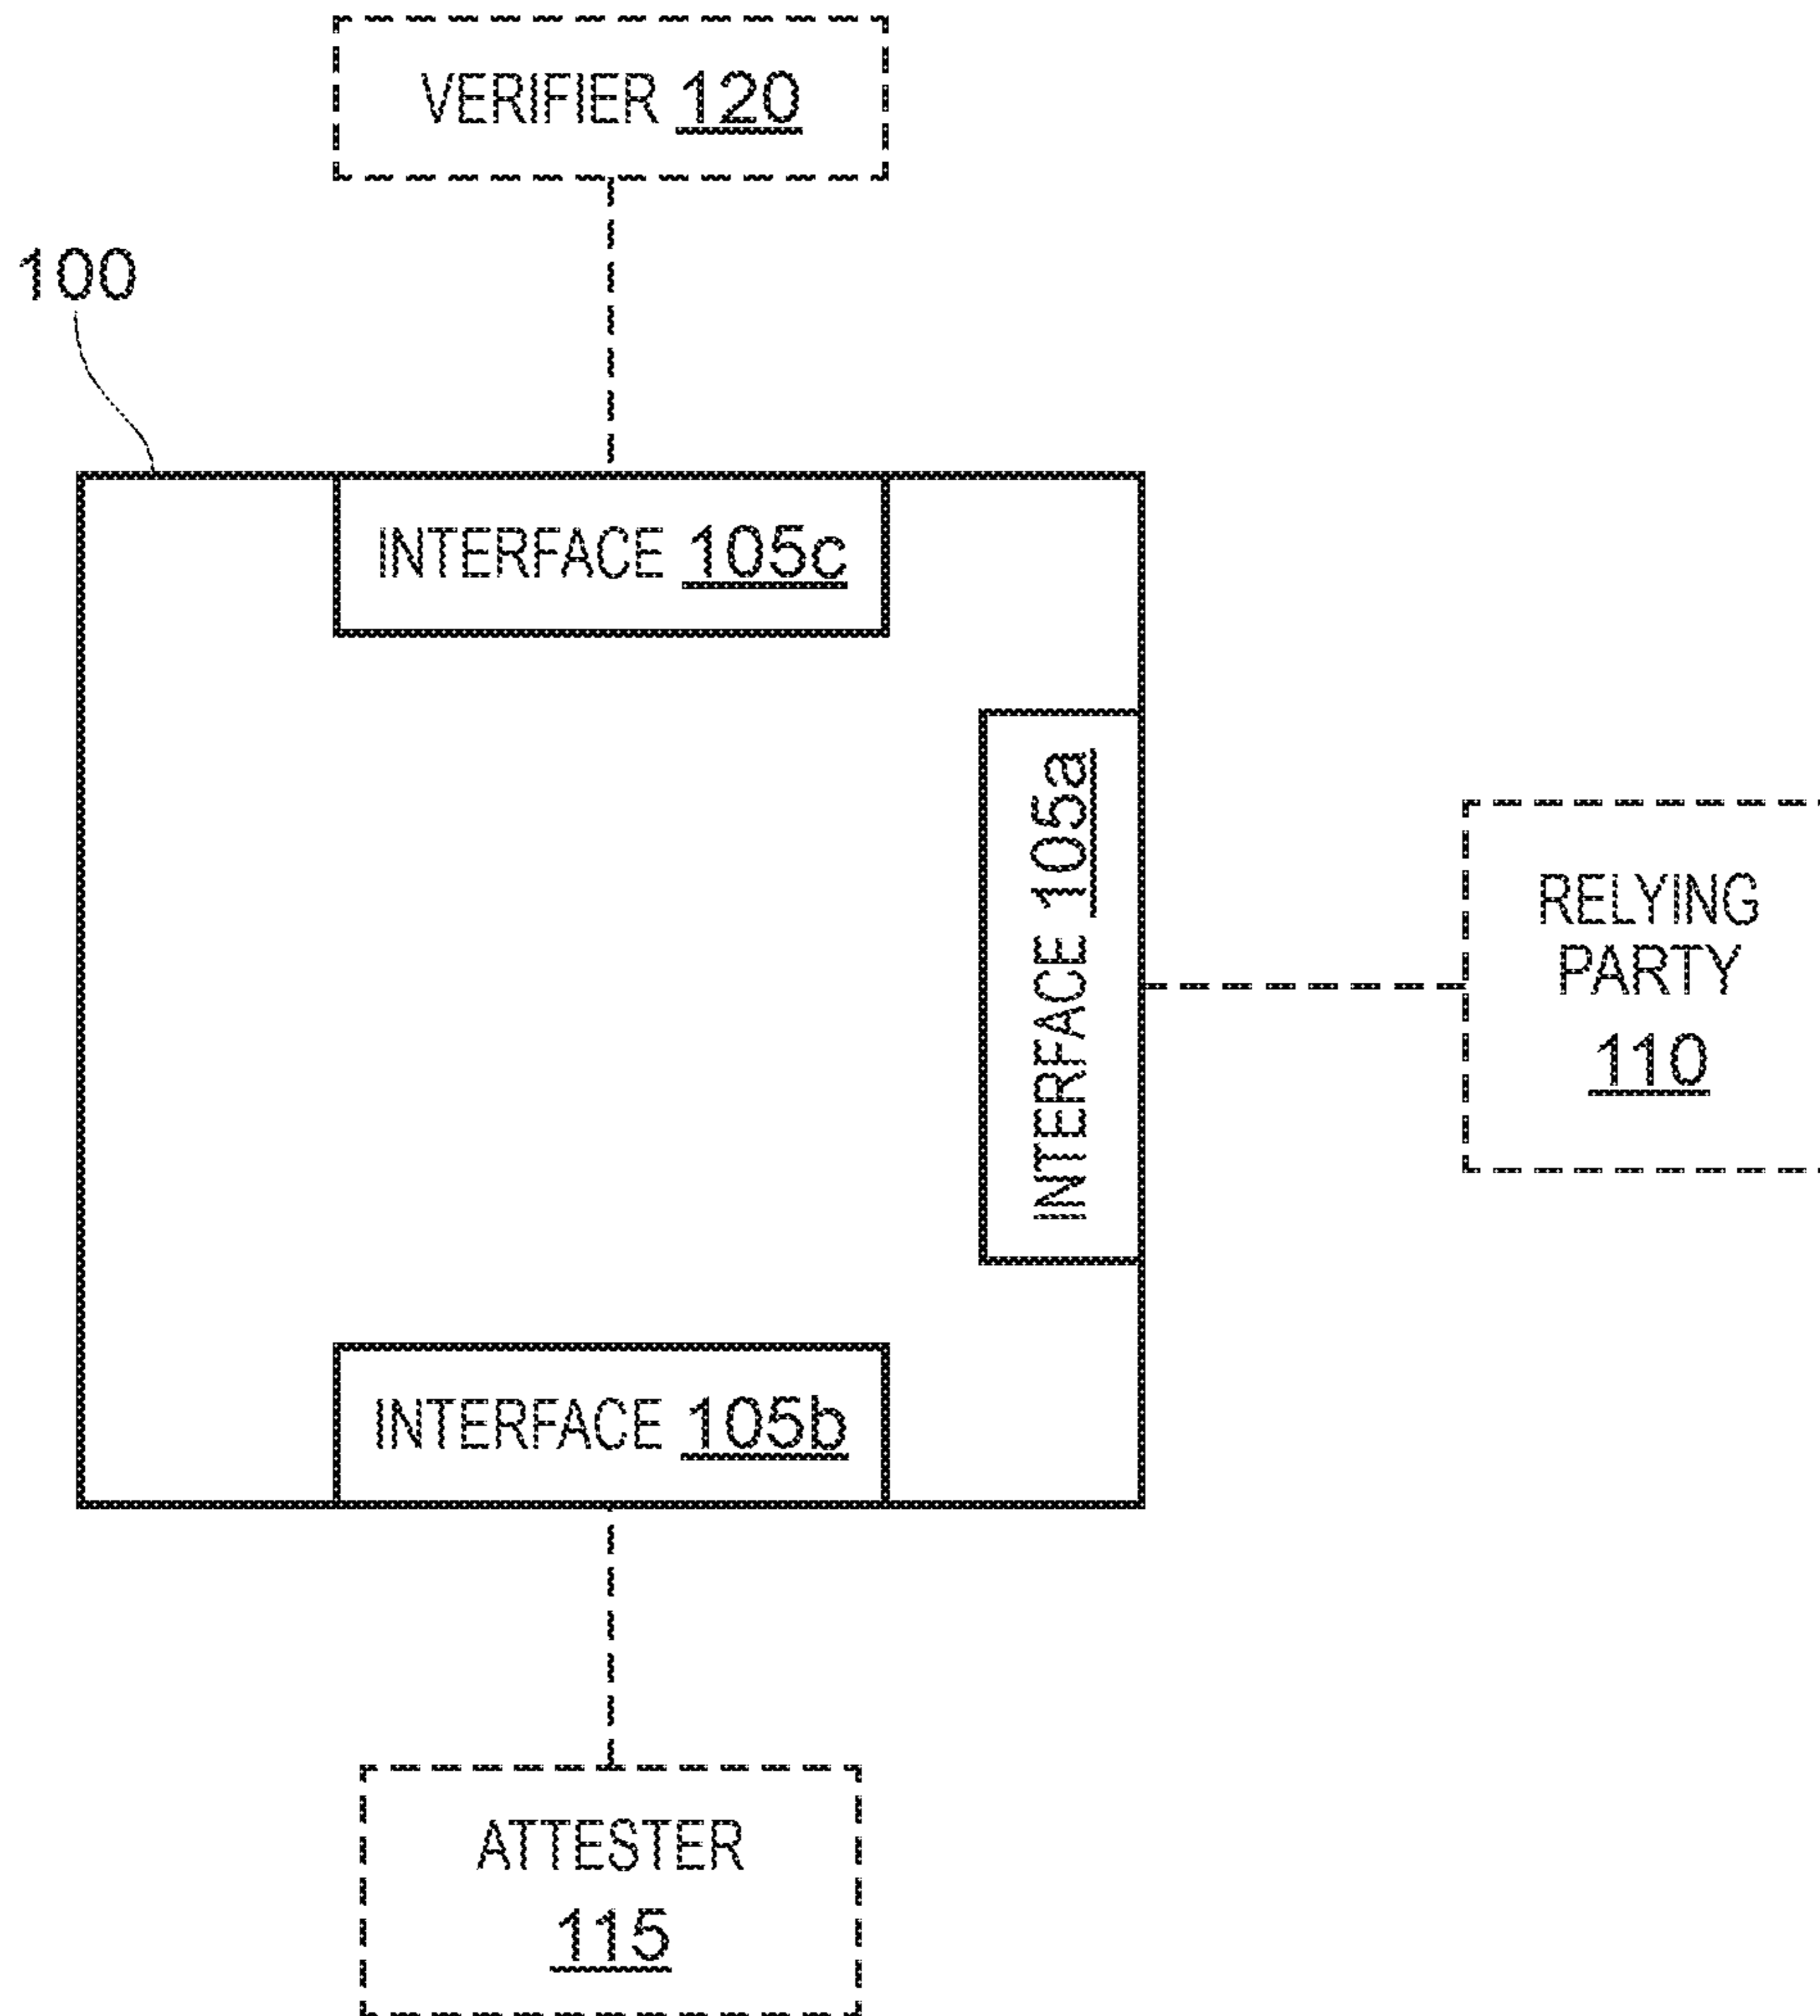 VERIFIER 120
100
INTERFACE 105c
INTERFACE 105a
RELYING
PARTY
110
INTERFACE 105b
ATTESTER
115